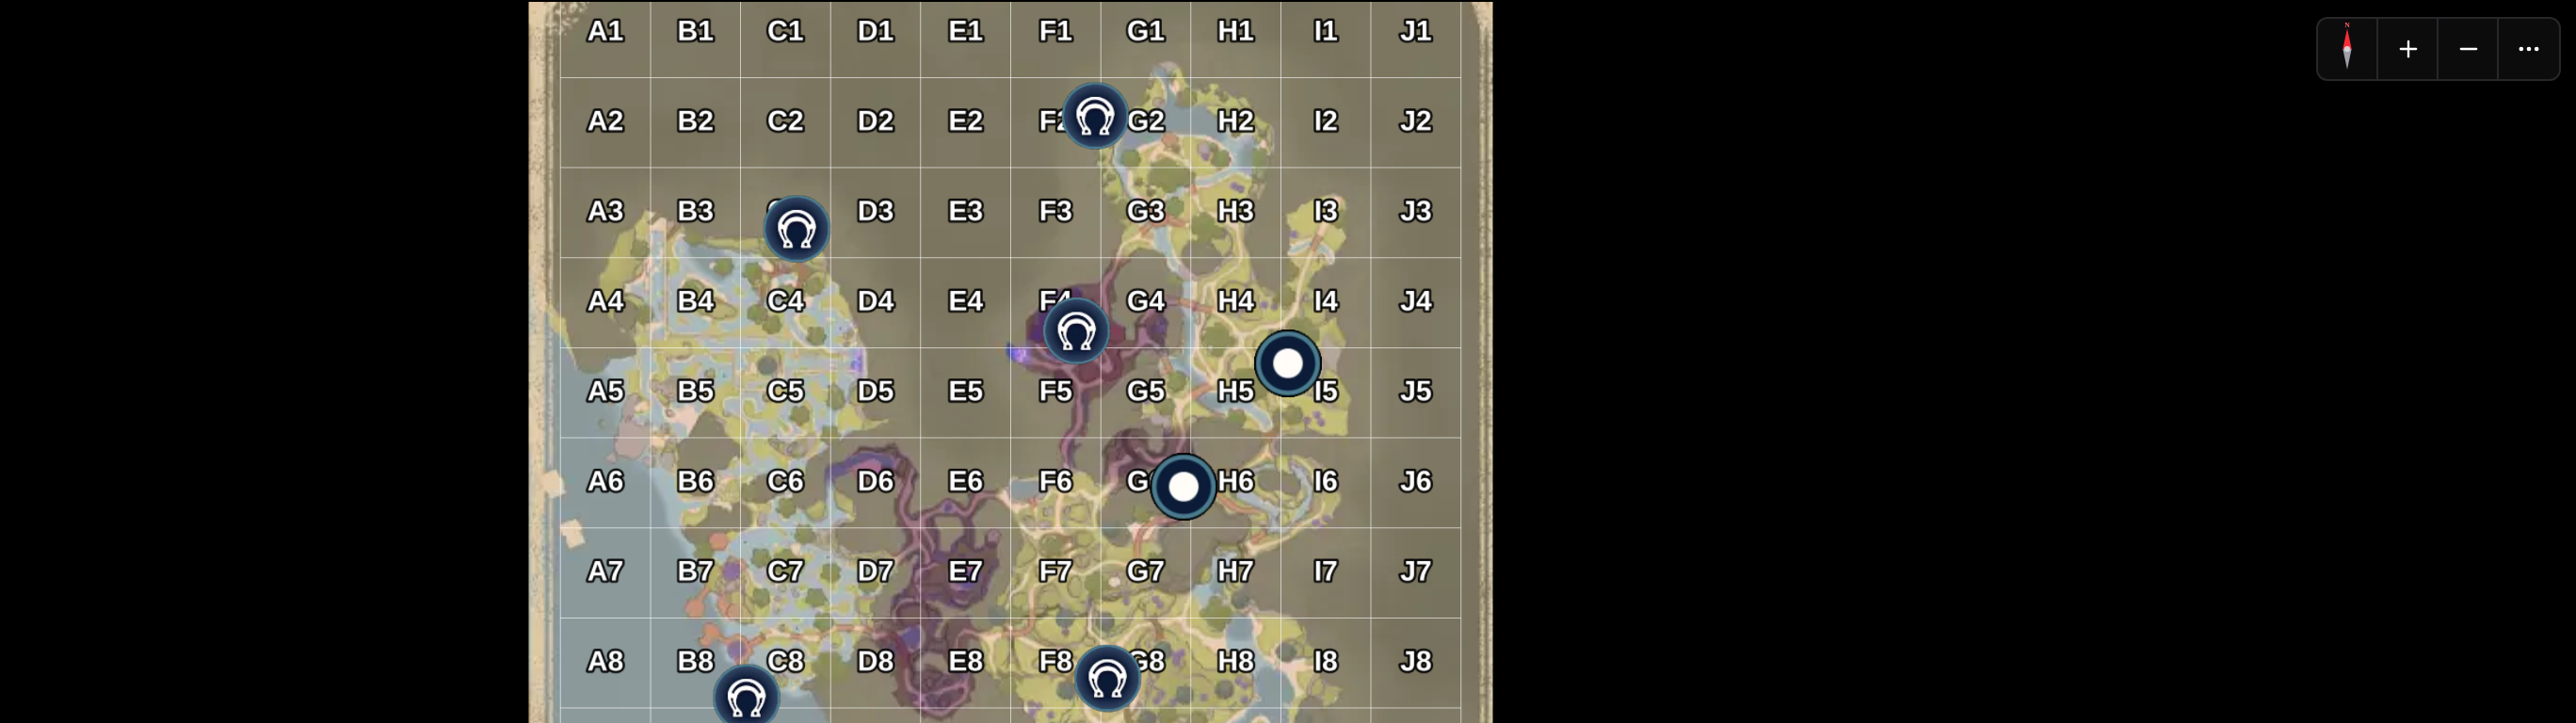 N
A1 B1 C1 D1 E1 F1 G1 H1 I1 J1
A2 B2 C2 D2 E2 F2 G2 H2 I2 J2
A3 B3 D3 E3 F3 G3 H3 I3 J3
A4 B4 C4 D4 E4 F4 G4 H4 I4 J4
A5 B5 C5 D5 E5 F5 G5 H5 I5 J5
A6 B6 C6 D6 E6 F6 G H6 I6 J6
A7 B7 C7 D7 E7 F7 G7 H7 I7 J7
A8 B8 C8 D8 E8 F8 G8 H8 I8 J8